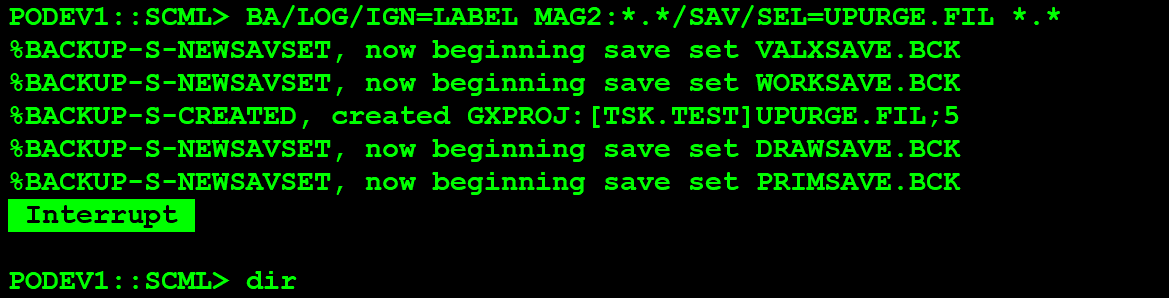 PODEV1::SCML> BA/LOG/IGN=LABEL MAG2:*.*/SAV/SEL=UPURGE.FIL *.*
%BACKUP-S-NEWSAVSET, now beginning save set VALXSAVE.BCK
%BACKUP-S-NEWSAVSET, now beginning save set WORKSAVE.BCK
%BACKUP-S-CREATED, created GXPROJ:[TSK.TEST]UPURGE.FIL;5
%BACKUP-S-NEWSAVSET, now beginning save set DRAWSAVE.BCK
%BACKUP-S-NEWSAVSET, now beginning save set PRIMSAVE.BCK
Interrupt
PODEV1::SCML> dir